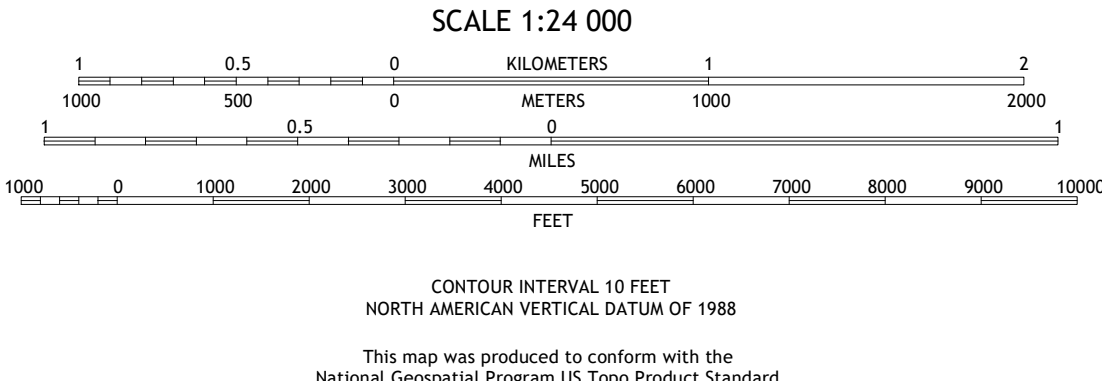 SCALE 1:24 000
1 0.5 0 KILOMETERS 1 2
1000 500 0 METERS 1000 2000
1 0.5 0 1
MILES
1000 0 1000 2000 3000 4000 5000 6000 7000 8000 9000 10000
FEET
CONTOUR INTERVAL 10 FEET
NORTH AMERICAN VERTICAL DATUM OF 1988
This map was produced to conform with the
National Geospatial Program US Topo Product Standard